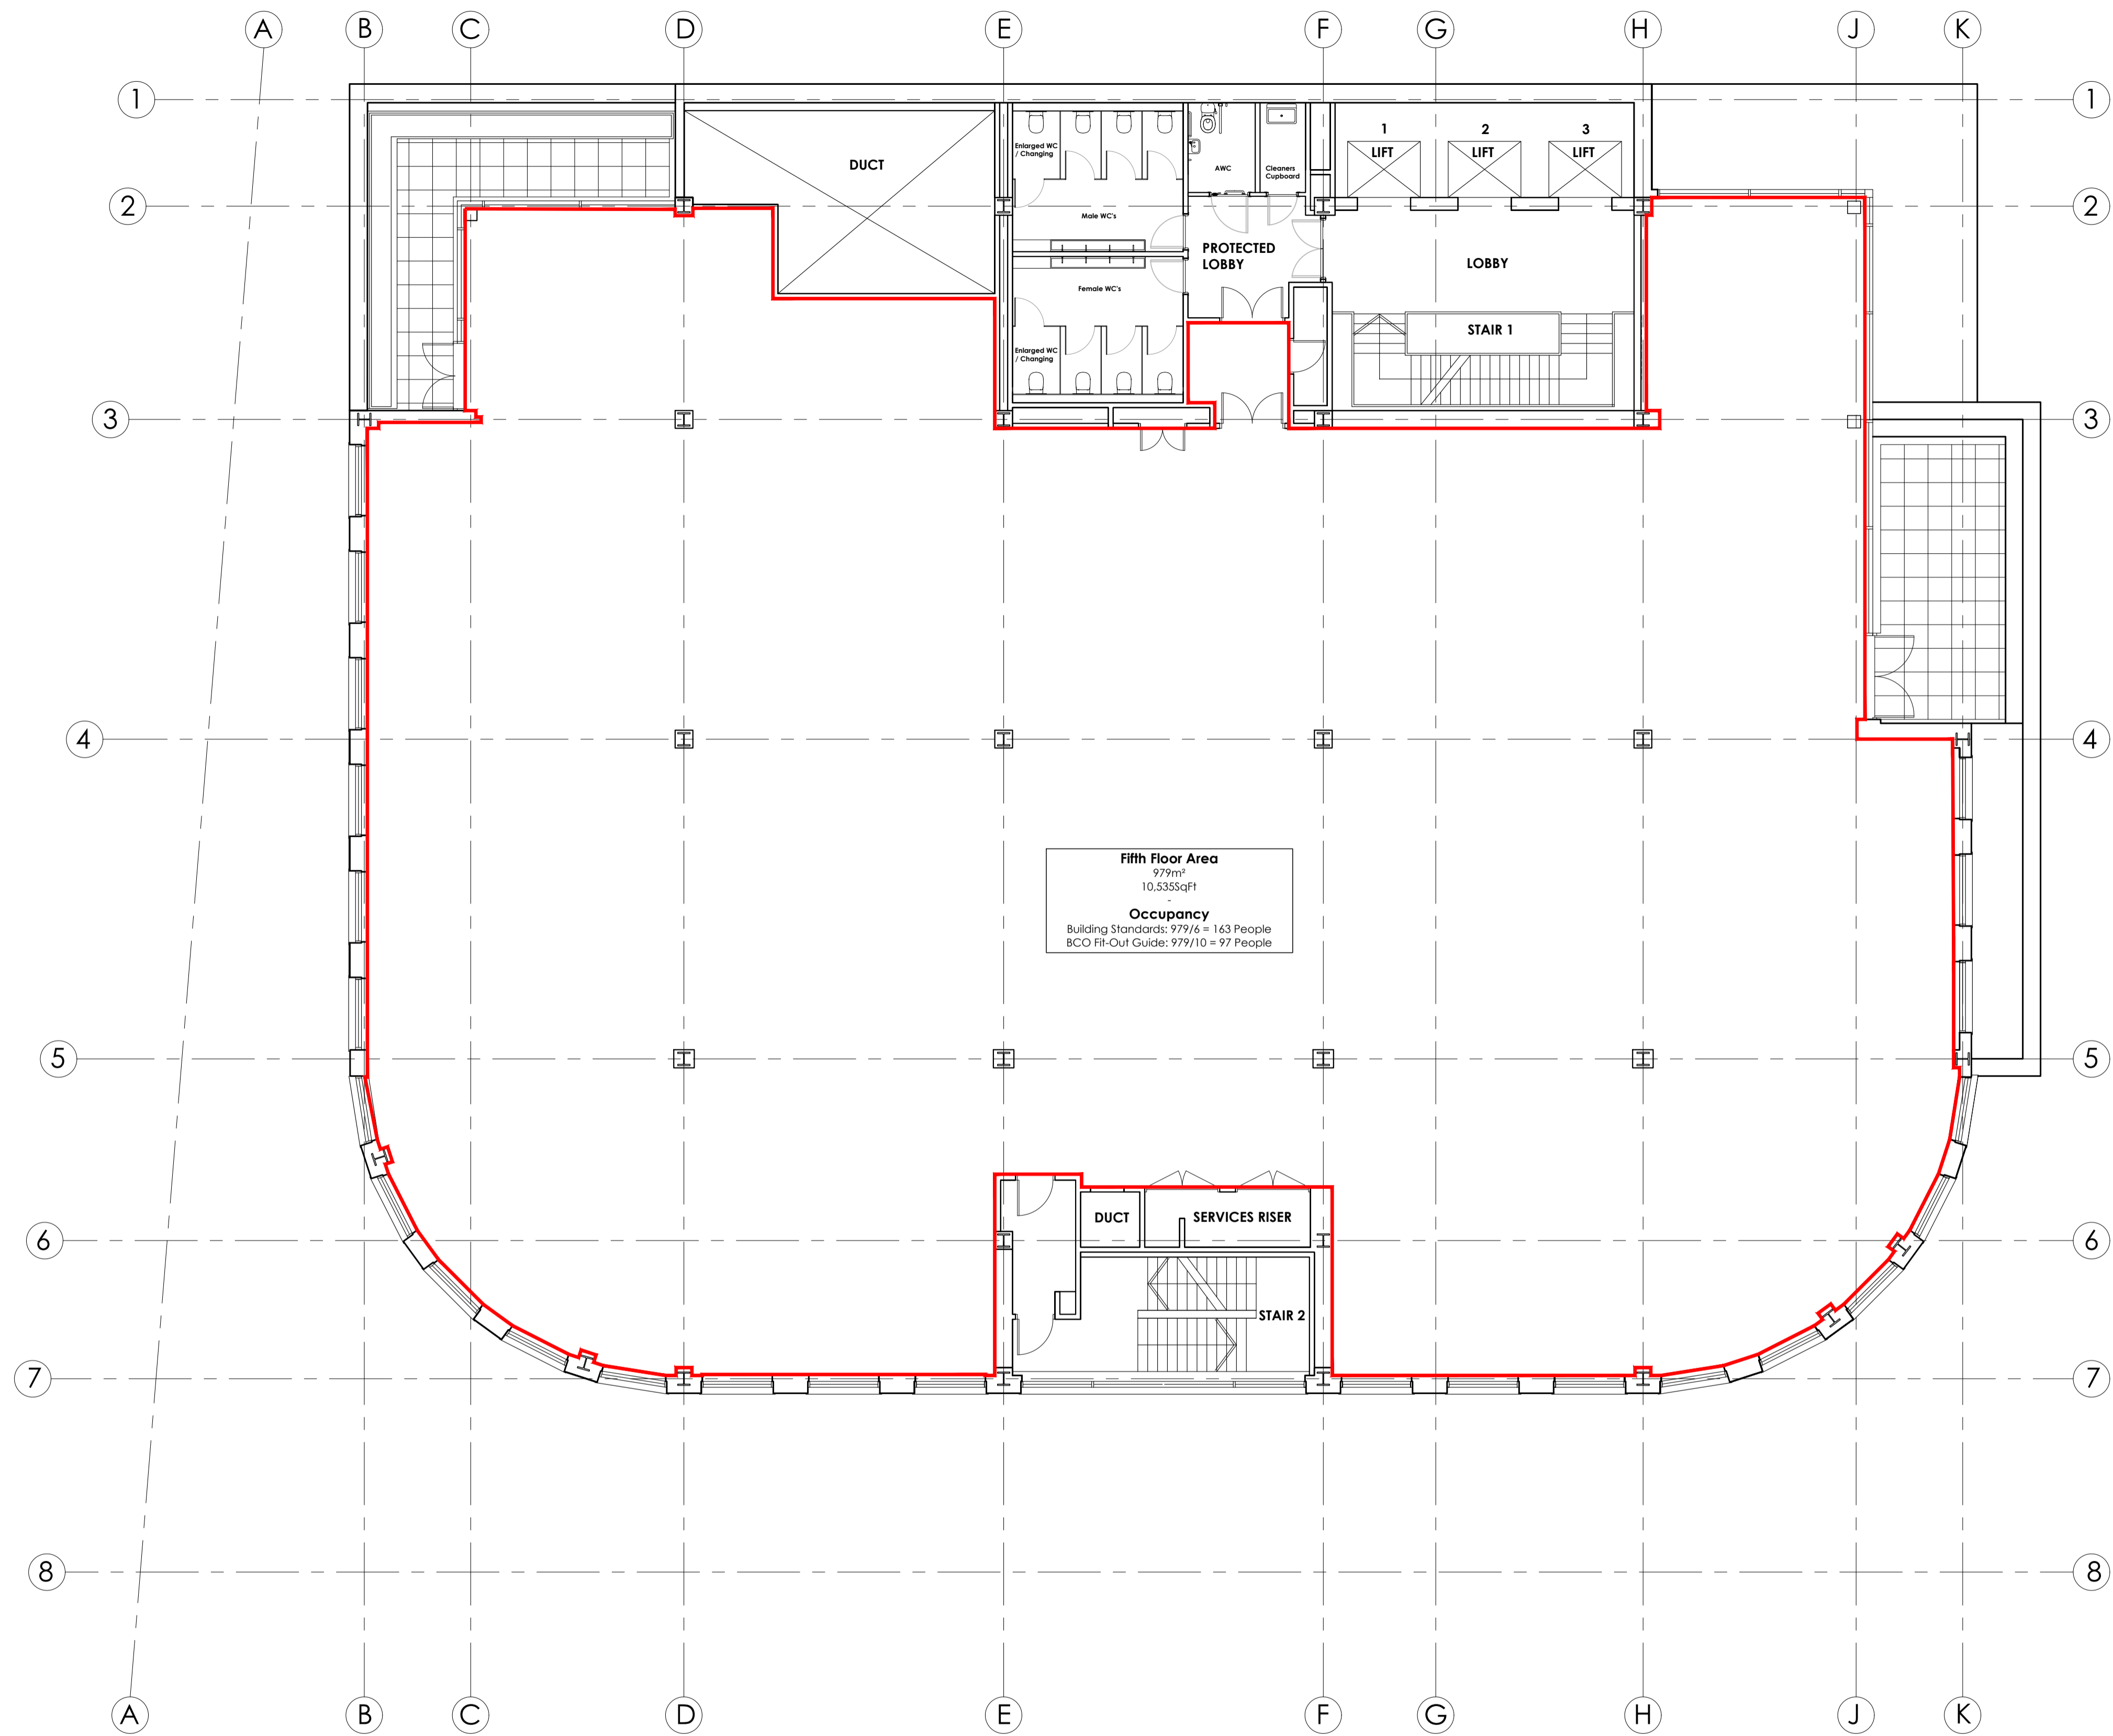 A B C D E F G H J K
1 1
1 2 3
LIFT LIFT LIFT
DUCT
Enlarged WC
/ Changing
AWC
Cleaners
Cupboard
2 2
Male WC's
PROTECTED
LOBBY
LOBBY
Female WC's
STAIR 1
Enlarged WC
/ Changing
3 3
4 4
Fifth Floor Area
979m²
10,535SqFt
-
Occupancy
Building Standards: 979/6 = 163 People
BCO Fit-Out Guide: 979/10 = 97 People
5 5
DUCT
SERVICES RISER
6 6
STAIR 2
7 7
8 8
A B C D E F G H J K